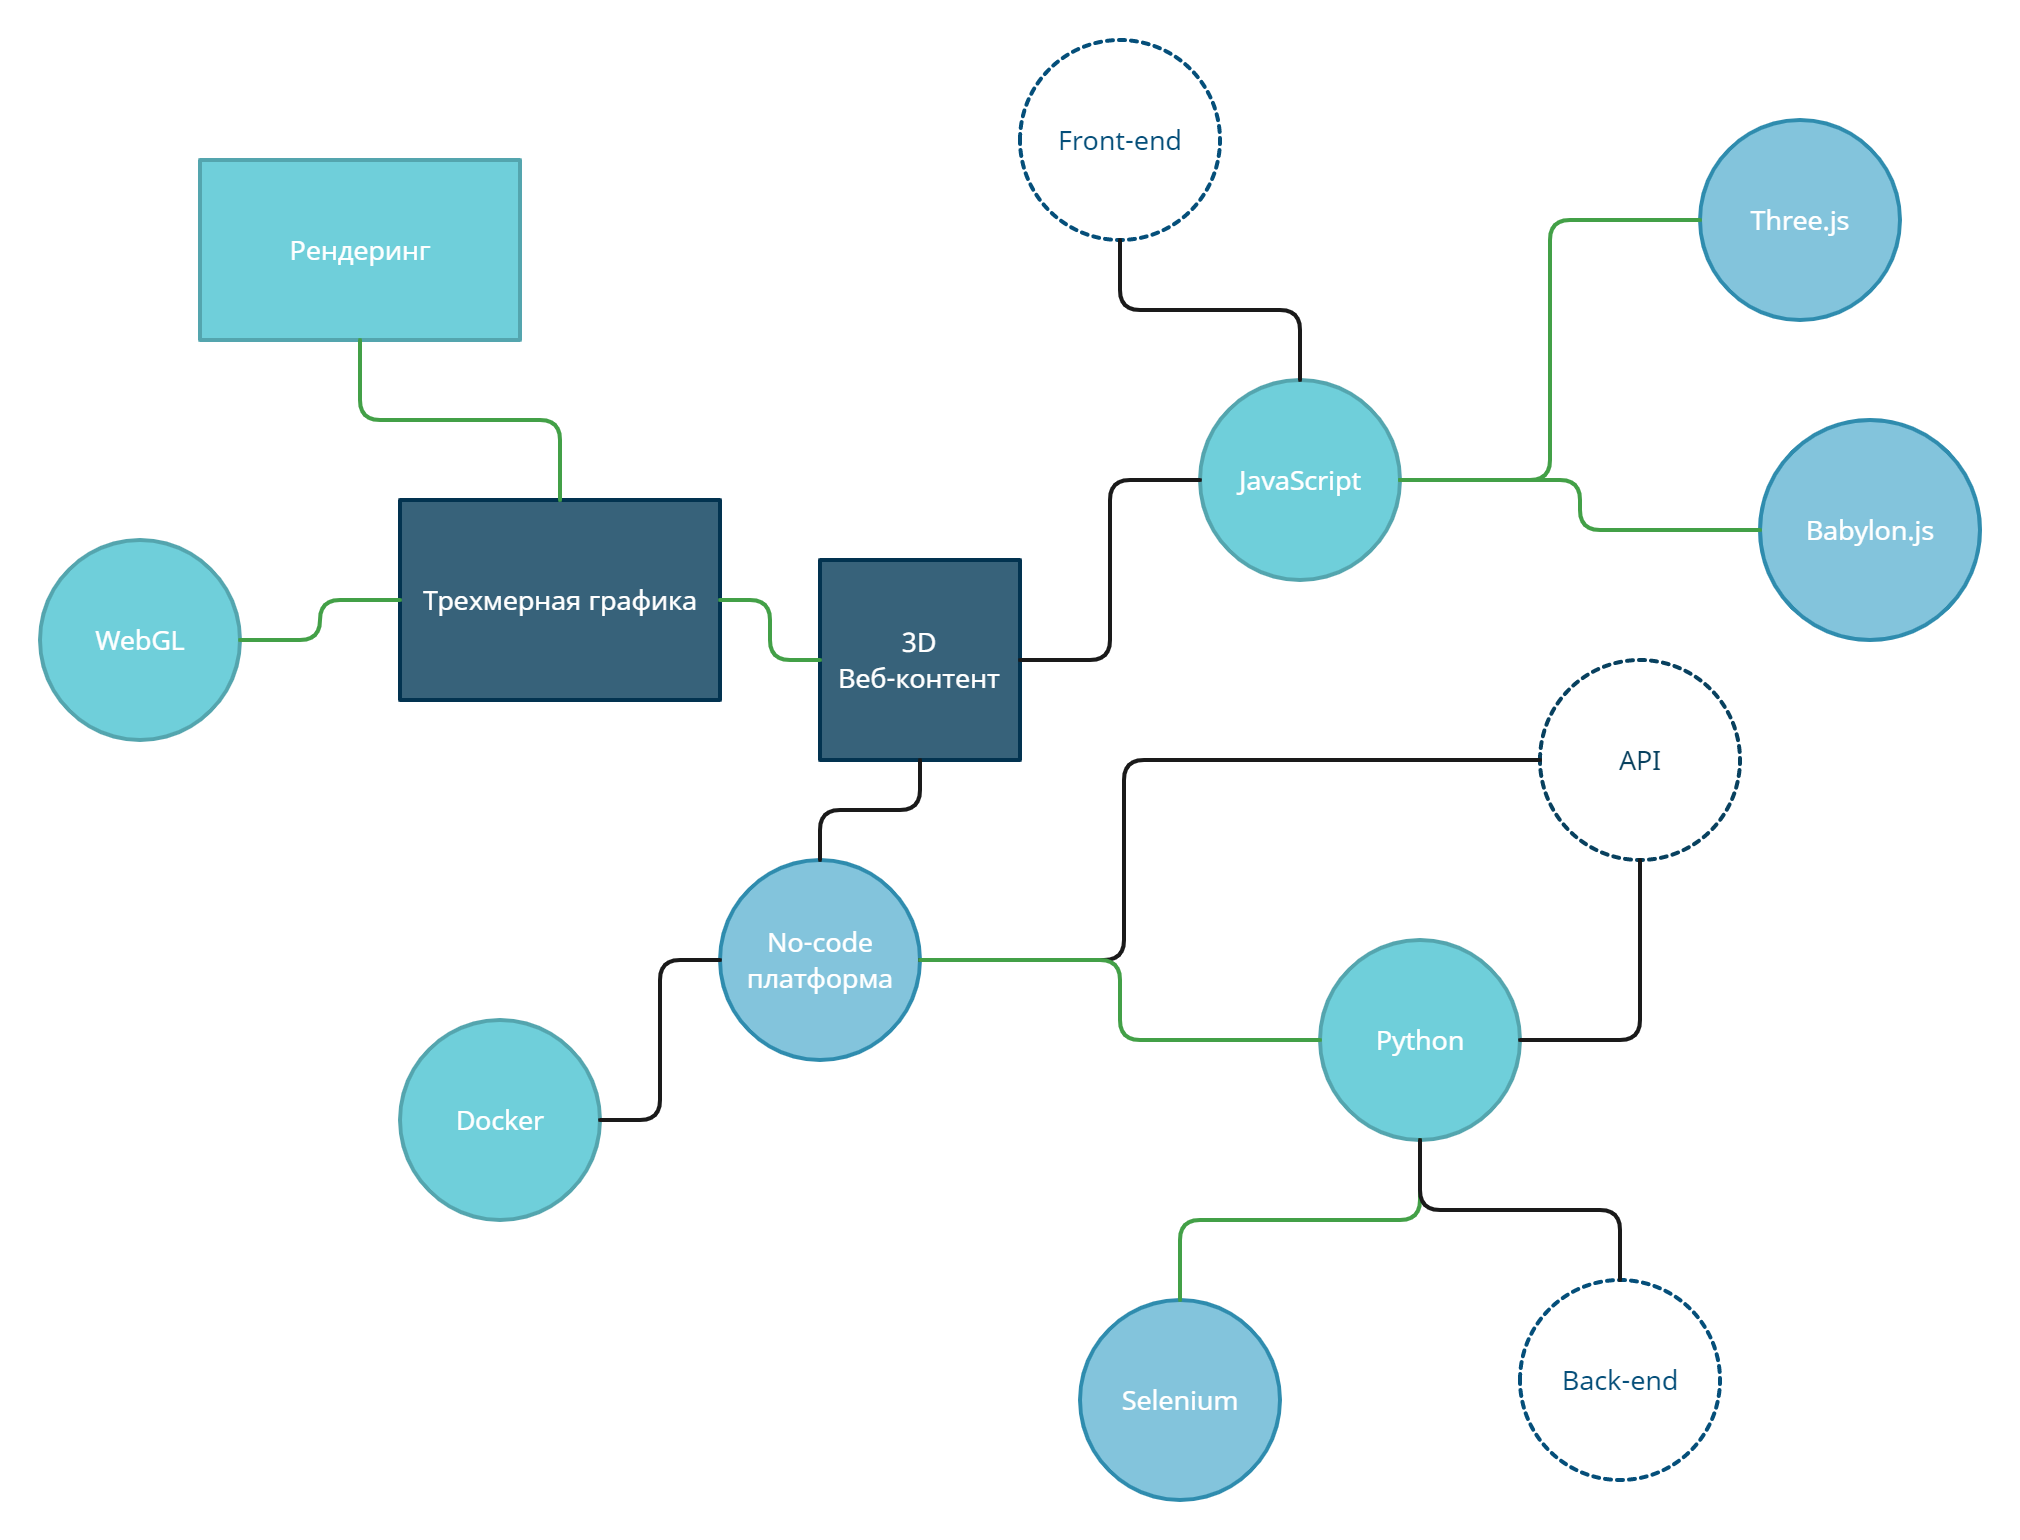 Front-end
Three.js
Рендеринг
JavaScript
Babylon.js
Трехмерная графика
WebGL
3D
Веб-контент
API
No-code
платформа
Python
Docker
Selenium
Back-end